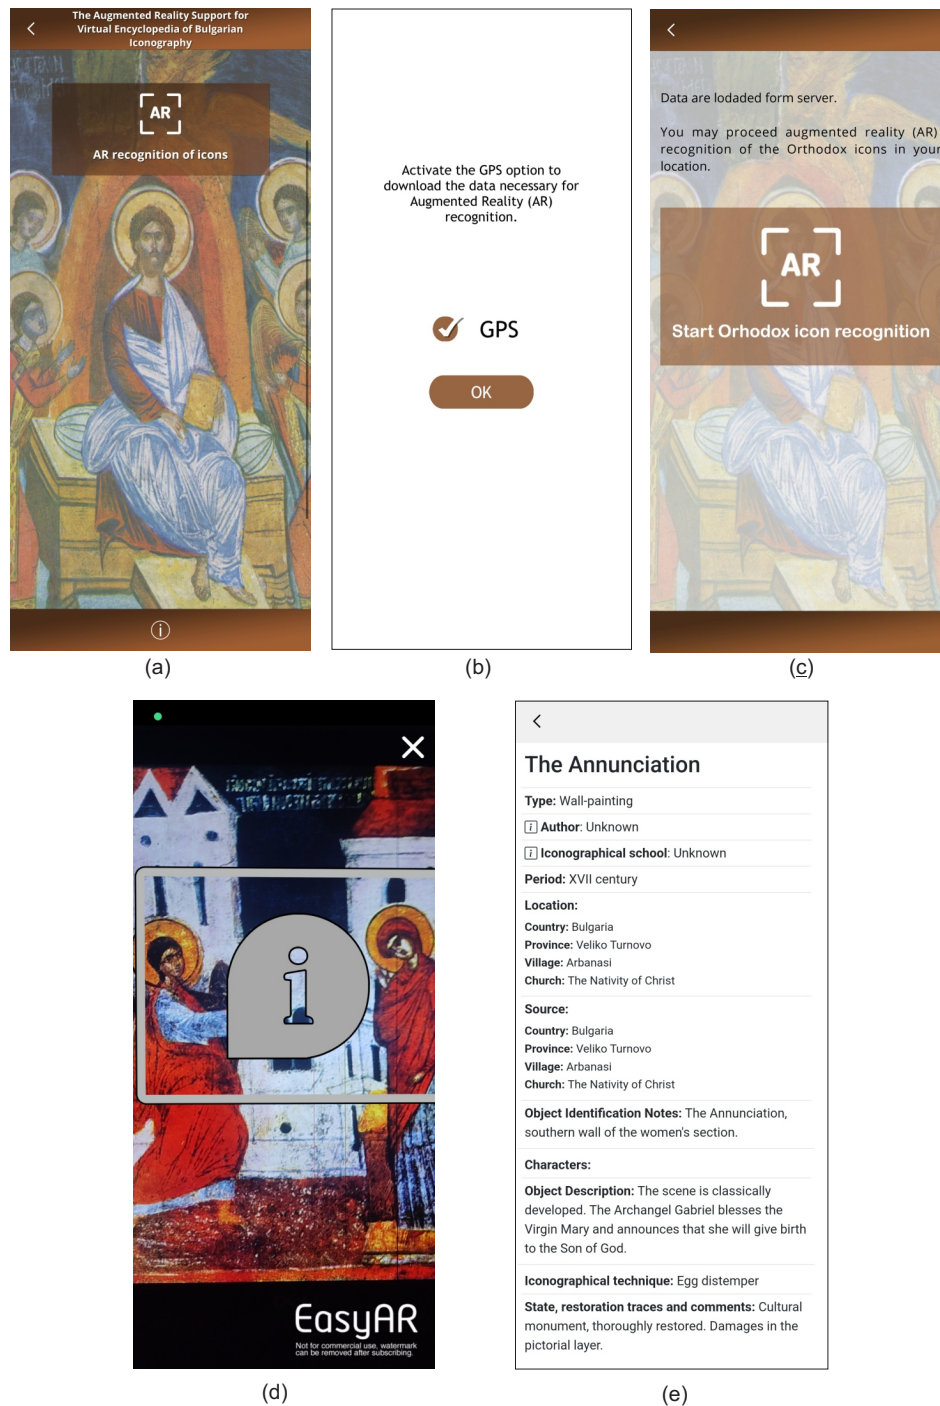 The Augmented Reality Support for
Virtual Encyclopedia of Bulgarian
Iconography
AR
AR recognition of icons
(a)
Activate the GPS option to
download the data necessary for
Augmented Reality (AR)
recognition.
GPS
OK
(b)
Data are lodaded form server.
You may proceed augmented reality (AR)
recognition of the Orthodox icons in your
location.
AR
Start Orhodox icon recognition
(c)
i
EasyAR
Not for commercial use, watermark
can be removed after subscribing.
(d)
The Annunciation
Type: Wall-painting
i Author: Unknown
i Iconographical school: Unknown
Period: XVII century
Location:
Country: Bulgaria
Province: Veliko Turnovo
Village: Arbanasi
Church: The Nativity of Christ
Source:
Country: Bulgaria
Province: Veliko Turnovo
Village: Arbanasi
Church: The Nativity of Christ
Object Identification Notes: The Annunciation,
southern wall of the women's section.
Characters:
Object Description: The scene is classically
developed. The Archangel Gabriel blesses the
Virgin Mary and announces that she will give birth
to the Son of God.
Iconographical technique: Egg distemper
State, restoration traces and comments: Cultural
monument, thoroughly restored. Damages in the
pictorial layer.
(e)